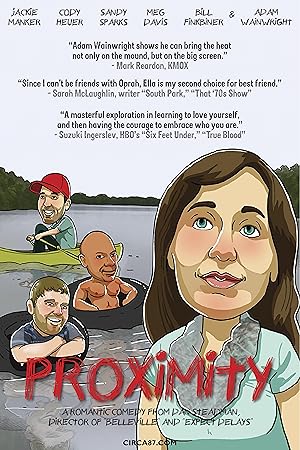 JACKIE MANKER CODY HEUER SANDY SPARKS MEG DAVIS BILL FINKBINER & ADAM WAINWRIGHT
“Adam Wainwright shows he can bring the heat
not only on the mound, but on the big screen.”
- Mark Reardon, KMOX
“Since I can't be friends with Oprah, Ella is my second choice for best friend.”
- Sarah McLaughlin, writer “South Park,” “That '70s Show”
“A masterful exploration in learning to love yourself,
and then having the courage to embrace who you are.”
- Suzuki Ingerslev, HBO's “Six Feet Under,” “True Blood”
PROXiMiTY
A ROMANTIC COMEDY FROM DAN STEADMAN,
DIRECTOR OF "BELLEVILLE" AND "EXPECT DELAYS"
CIRCA87.COM